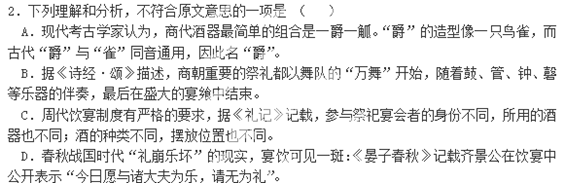 2．下列理解和分析，不符合原文意思的一项是 （    ）
A．现代考古学家认为，商代酒器最简单的组合是一爵一觚。“爵”的造型像一只鸟雀，而
古代“爵”与“雀”同音通用，因此名“爵”。
B．据《诗经·颂》描述，商朝重要的祭礼都以舞队的“万舞”开始，随着鼓、管、钟、磬
等乐器的伴奏，最后在盛大的宴飨中结束。
C．周代饮宴制度有严格的要求，据《礼记》记载，参与祭祀宴会者的身份不同，所用的酒
器也不同；酒的种类不同，摆放位置也不同。
D．春秋战国时代“礼崩乐坏”的现实，宴饮可见一斑：《晏子春秋》记载齐景公在饮宴中
公开表示“今日愿与诸大夫为乐，请无为礼”。